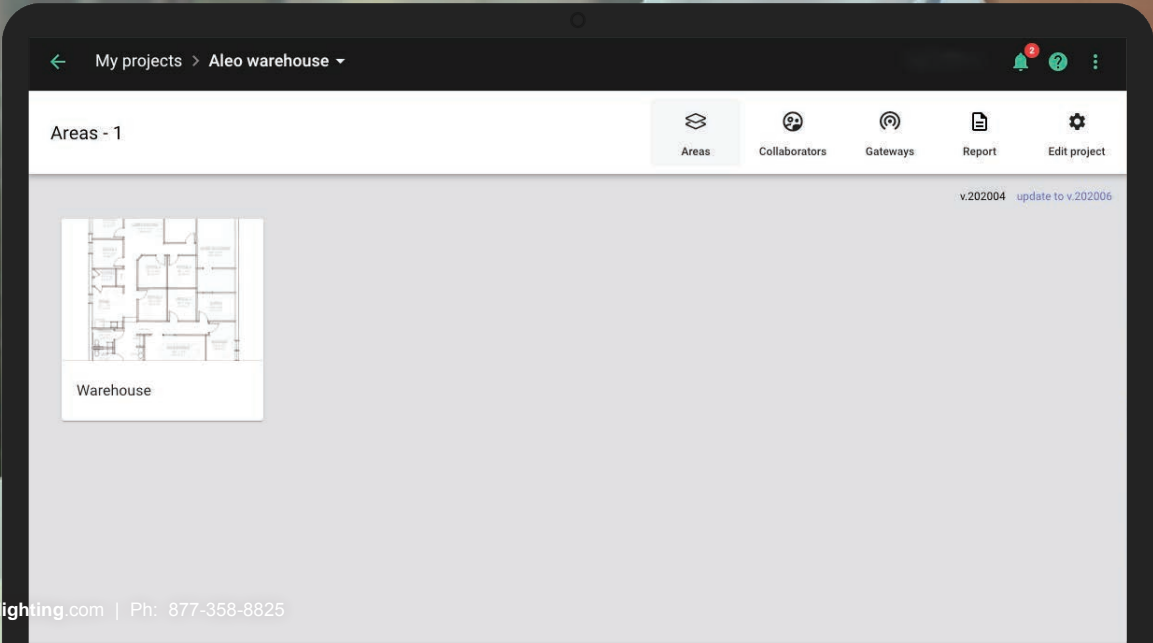 My projects > Aleo warehouse
2
Areas - 1
Areas
Collaborators
Gateways
Report
Edit project
v.202004 update to v.202006
Warehouse
ighting.com | Ph: 877-358-8825